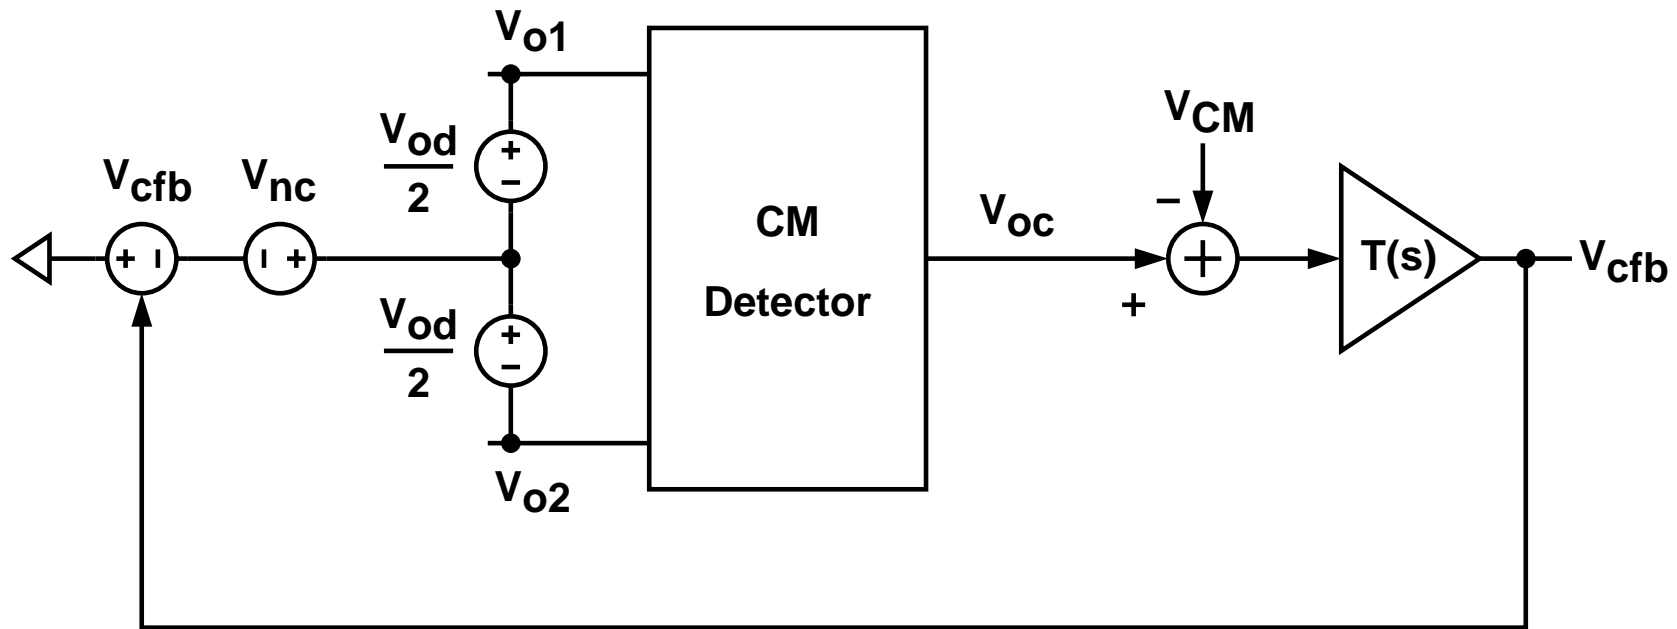 Vo1
VCM
Vod
2
Vcfb
Vnc
CM
Detector
Voc
−
+
T(s)
Vcfb
Vod
2
Vo2
+
−
+
−
+
−
−
+
+